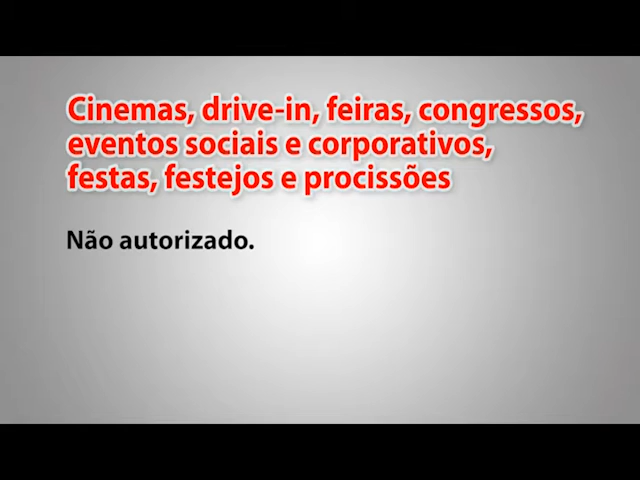 Cinemas, drive-in, feiras, congressos,
eventos sociais e corporativos,
festas, festejos e procissões
Não autorizado.